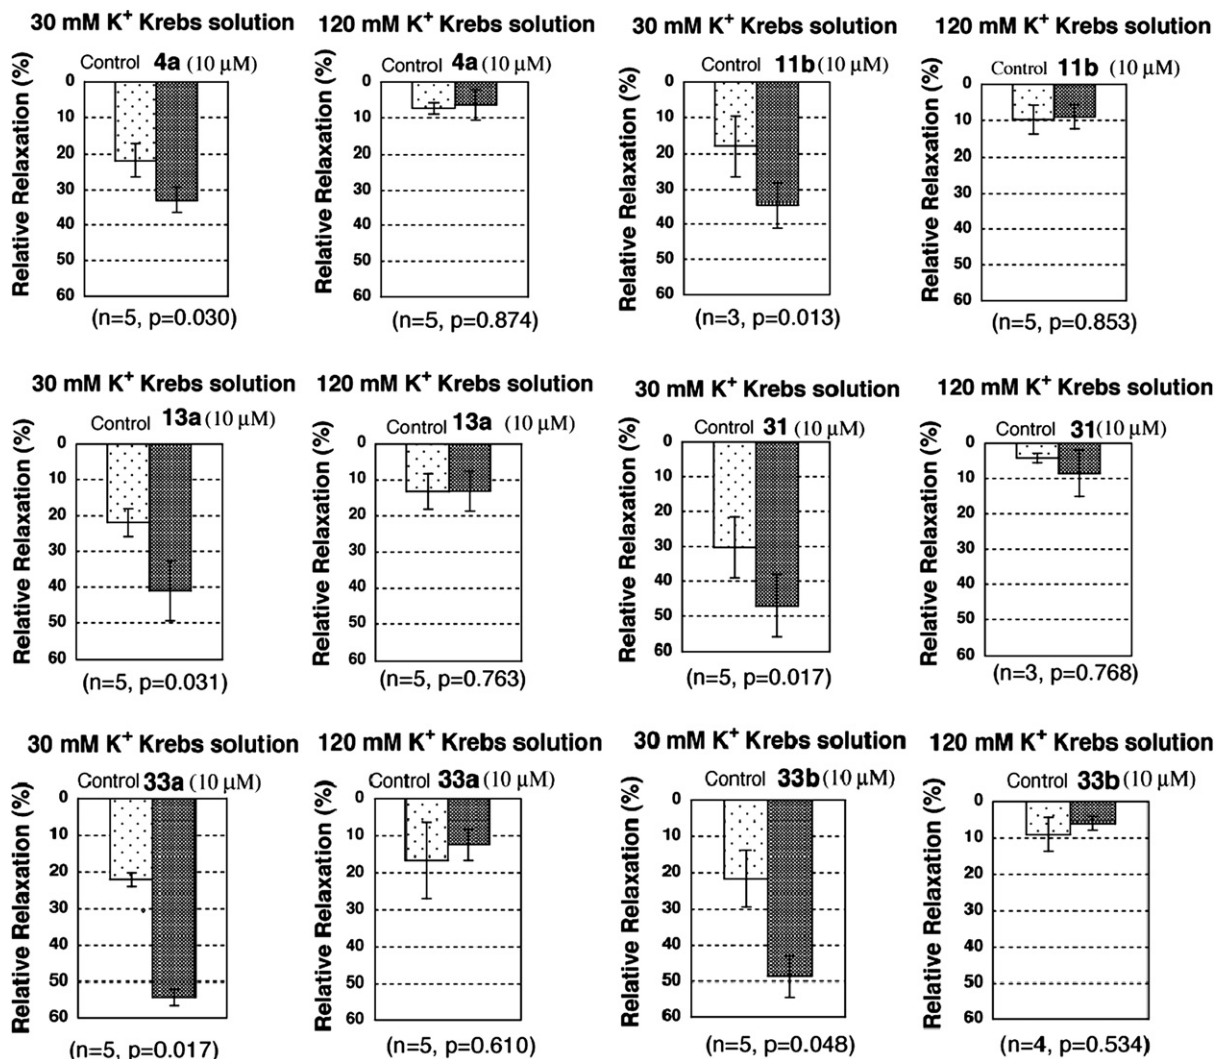 30 mM K⁺ Krebs solution
Control 4a (10 μM)
Relative Relaxation (%)
0
10
20
30
40
50
60
(n=5, p=0.030)
120 mM K⁺ Krebs solution
Control 4a (10 μM)
Relative Relaxation (%)
0
10
20
30
40
50
60
(n=5, p=0.874)
30 mM K⁺ Krebs solution
Control 11b (10 μM)
Relative Relaxation (%)
0
10
20
30
40
50
60
(n=3, p=0.013)
120 mM K⁺ Krebs solution
Control 11b (10 μM)
Relative Relaxation (%)
0
10
20
30
40
50
60
(n=5, p=0.853)
30 mM K⁺ Krebs solution
Control 13a (10 μM)
Relative Relaxation (%)
0
10
20
30
40
50
60
(n=5, p=0.031)
120 mM K⁺ Krebs solution
Control 13a (10 μM)
Relative Relaxation (%)
0
10
20
30
40
50
60
(n=5, p=0.763)
30 mM K⁺ Krebs solution
Control 31 (10 μM)
Relative Relaxation (%)
0
10
20
30
40
50
60
(n=5, p=0.017)
120 mM K⁺ Krebs solution
Control 31 (10 μM)
Relative Relaxation (%)
0
10
20
30
40
50
60
(n=3, p=0.768)
30 mM K⁺ Krebs solution
Control 33a (10 μM)
Relative Relaxation (%)
0
10
20
30
40
50
60
(n=5, p=0.017)
120 mM K⁺ Krebs solution
Control 33a (10 μM)
Relative Relaxation (%)
0
10
20
30
40
50
60
(n=5, p=0.610)
30 mM K⁺ Krebs solution
Control 33b (10 μM)
Relative Relaxation (%)
0
10
20
30
40
50
60
(n=5, p=0.048)
120 mM K⁺ Krebs solution
Control 33b (10 μM)
Relative Relaxation (%)
0
10
20
30
40
50
60
(n=4, p=0.534)